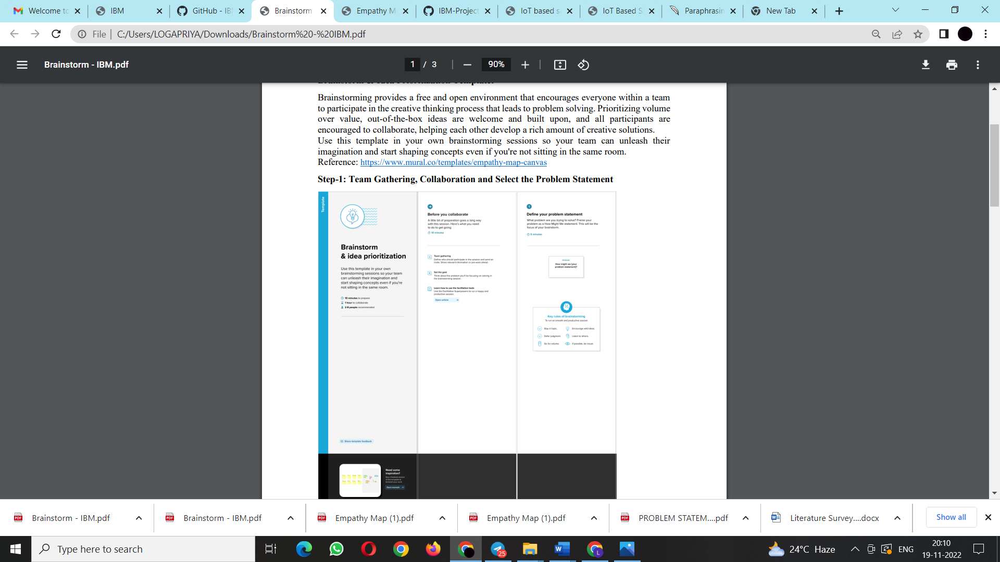 Welcome to
IBM
GitHub - IB
Brainstorm
Empathy M
IBM-Project
IoT based s
IoT Based S
Paraphrasin
New Tab
File
C:/Users/LOGAPRIYA/Downloads/Brainstorm%20-%20IBM.pdf
Brainstorm - IBM.pdf
1 / 3
90%
Brainstorming provides a free and open environment that encourages everyone within a team
to participate in the creative thinking process that leads to problem solving. Prioritizing volume
over value, out-of-the-box ideas are welcome and built upon, and all participants are
encouraged to collaborate, helping each other develop a rich amount of creative solutions.
Use this template in your own brainstorming sessions so your team can unleash their
imagination and start shaping concepts even if you're not sitting in the same room.
Reference: https://www.mural.co/templates/empathy-map-canvas
Step-1: Team Gathering, Collaboration and Select the Problem Statement
Template
Brainstorm
& idea prioritization
Use this template in your own
brainstorming sessions so your team
can unleash their imagination and
start shaping concepts even if you're
not sitting in the same room.
10 minutes to prepare
1 hour to collaborate
2-8 people recommended
Share template feedback
Need some
inspiration?
See a finished version
of this template to
kickstart your work.
Open example
Before you collaborate
A little bit of preparation goes a long way
with this session. Here's what you need
to do to get going.
10 minutes
A
Team gathering
Define who should participate in the session and send an
invite. Share relevant information or pre-work ahead.
B
Set the goal
Think about the problem you'll be focusing on solving in
the brainstorming session.
C
Learn how to use the facilitation tools
Use the Facilitation Superpowers to run a happy and
productive session.
Open article
1
Define your problem statement
What problem are you trying to solve? Frame your
problem as a How Might We statement. This will be the
focus of your brainstorm.
5 minutes
PROBLEM
How might we [your
problem statement]?
Key rules of brainstorming
To run an smooth and productive session
Stay in topic.
Encourage wild ideas.
Defer judgment.
Listen to others.
Go for volume.
If possible, be visual.
Brainstorm - IBM.pdf
Brainstorm - IBM.pdf
Empathy Map (1).pdf
Empathy Map (1).pdf
PROBLEM STATEM....pdf
Literature Survey....docx
Show all
Type here to search
25
L
24°C Haze
ENG
20:10
19-11-2022